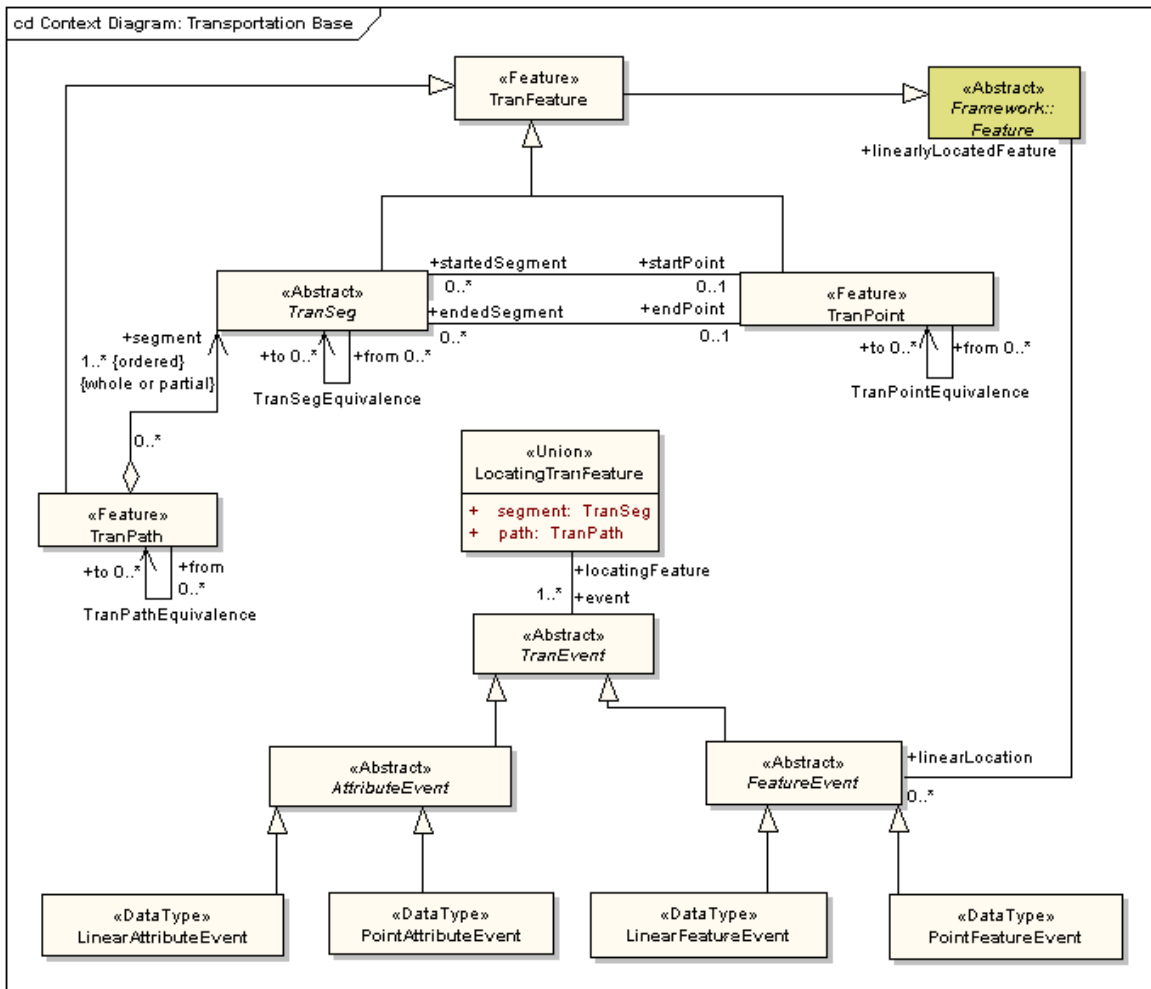 cd Context Diagram: Transportation Base
«Feature»
TranFeature
«Abstract»
Framework::
Feature
+linearlyLocatedFeature
+startedSegment
0..*
+startPoint
0..1
«Abstract»
TranSeg
+endedSegment
0..*
+endPoint
0..1
«Feature»
TranPoint
+segment
1..* {ordered}
{whole or partial}
+to 0..*
+from 0..*
TranSegEquivalence
+to 0..*
+from 0..*
TranPointEquivalence
0..*
«Feature»
TranPath
+to 0..*
+from
0..*
TranPathEquivalence
«Union»
LocatingTranFeature
+ segment: TranSeg
+ path: TranPath
+locatingFeature
1..*
+event
«Abstract»
TranEvent
«Abstract»
AttributeEvent
«Abstract»
FeatureEvent
+linearLocation
0..*
«DataType»
LinearAttributeEvent
«DataType»
PointAttributeEvent
«DataType»
LinearFeatureEvent
«DataType»
PointFeatureEvent